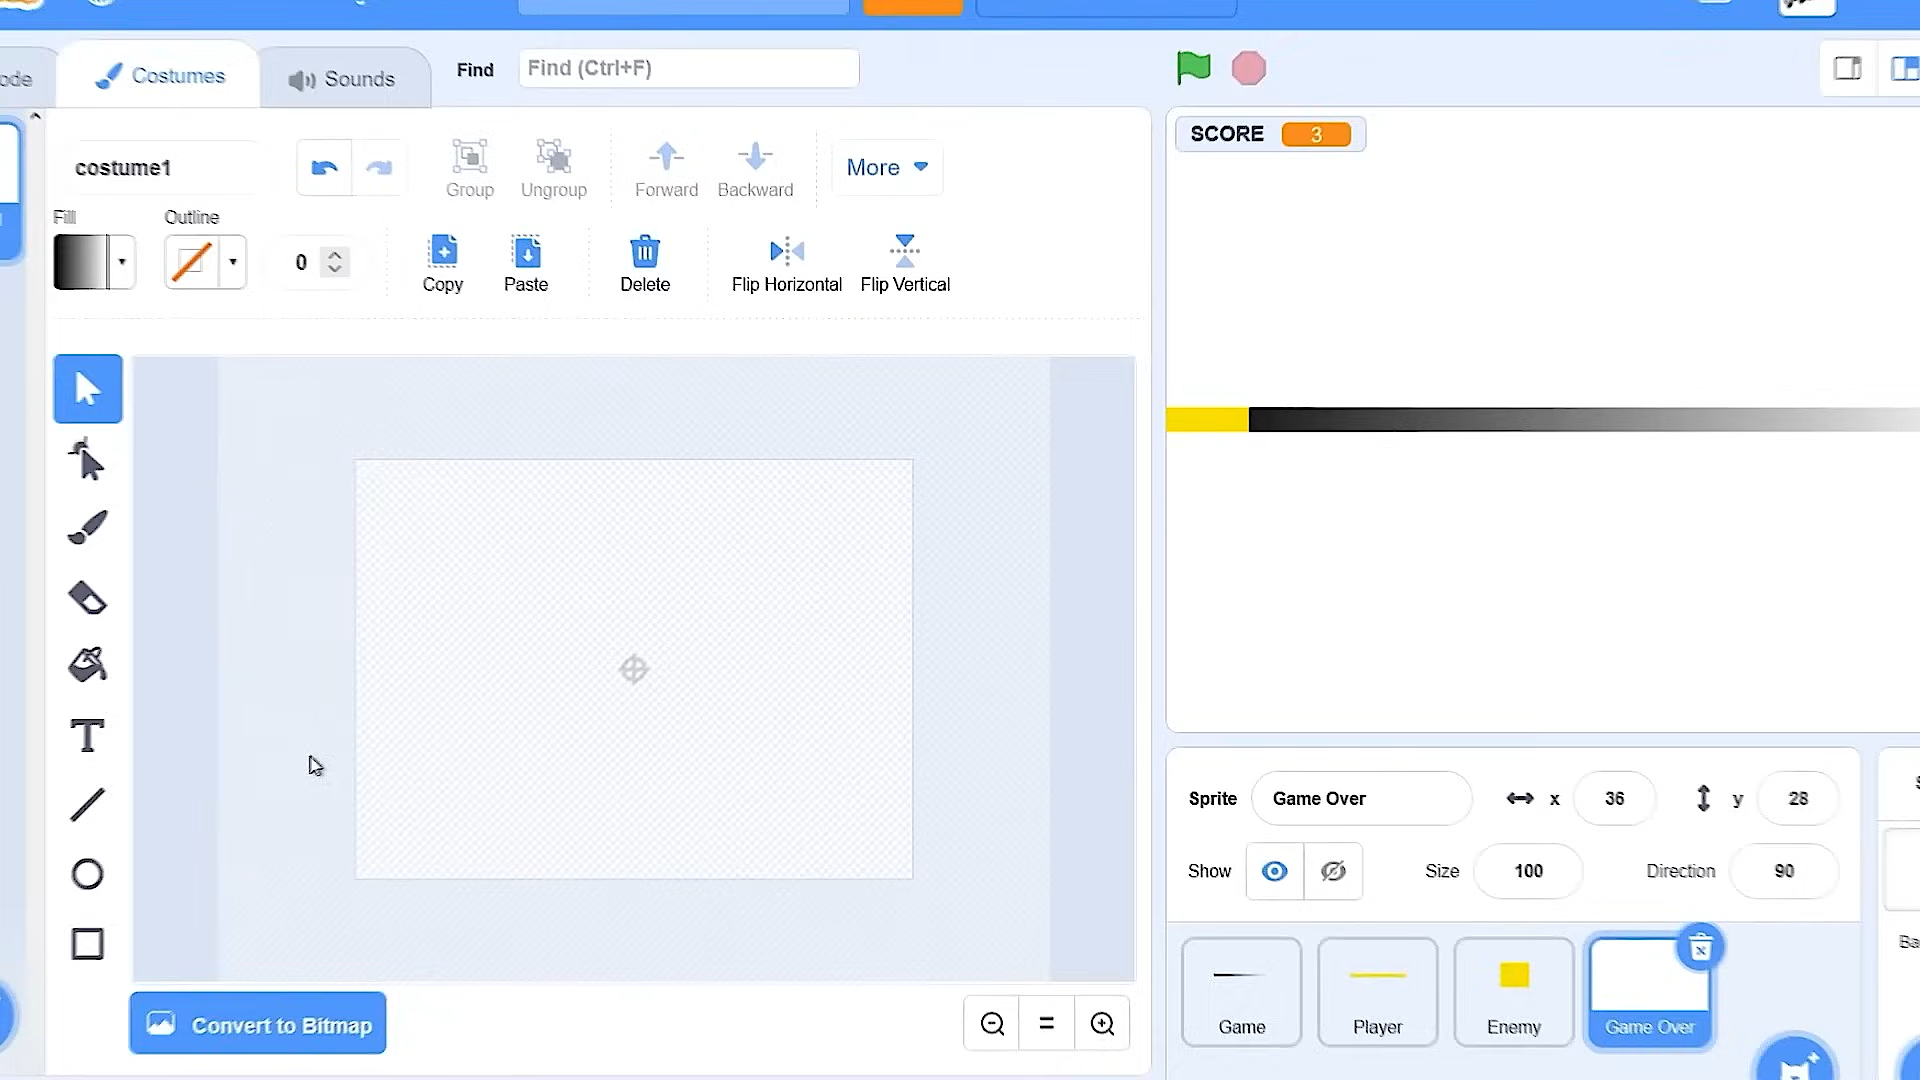 ode
Costumes
Sounds
Find
Find (Ctrl+F)
SCORE 3
costume1
Group
Ungroup
Forward
Backward
More
Fill
Outline
0
Copy
Paste
Delete
Flip Horizontal
Flip Vertical
T
Sprite
Game Over
x
36
y
28
Show
Size
100
Direction
90
Ba
Game
Player
Enemy
Game Over
Convert to Bitmap
=